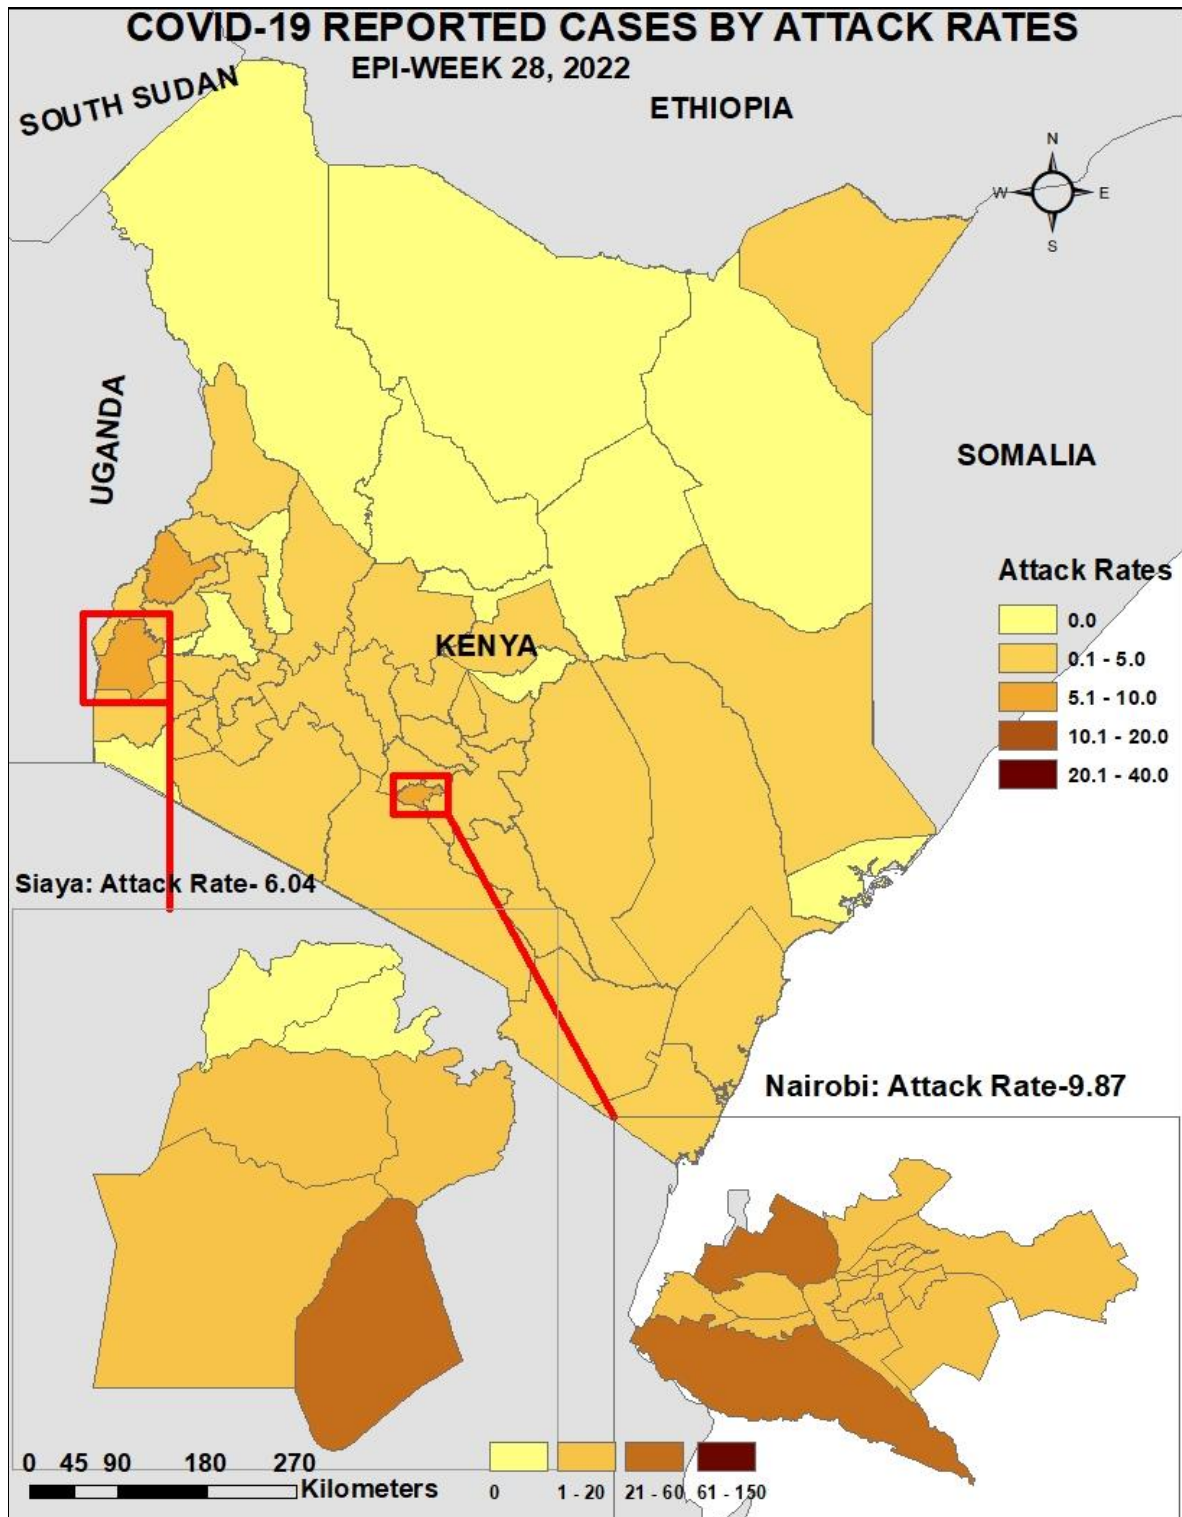 COVID-19 REPORTED CASES BY ATTACK RATES
EPI-WEEK 28, 2022
SOUTH SUDAN
ETHIOPIA
N
W
E
S
UGANDA
SOMALIA
KENYA
Attack Rates
0.0
0.1 - 5.0
5.1 - 10.0
10.1 - 20.0
20.1 - 40.0
Siaya: Attack Rate- 6.04
Nairobi: Attack Rate-9.87
0 45 90 180 270
Kilometers
0 1 - 20 21 - 60 61 - 150